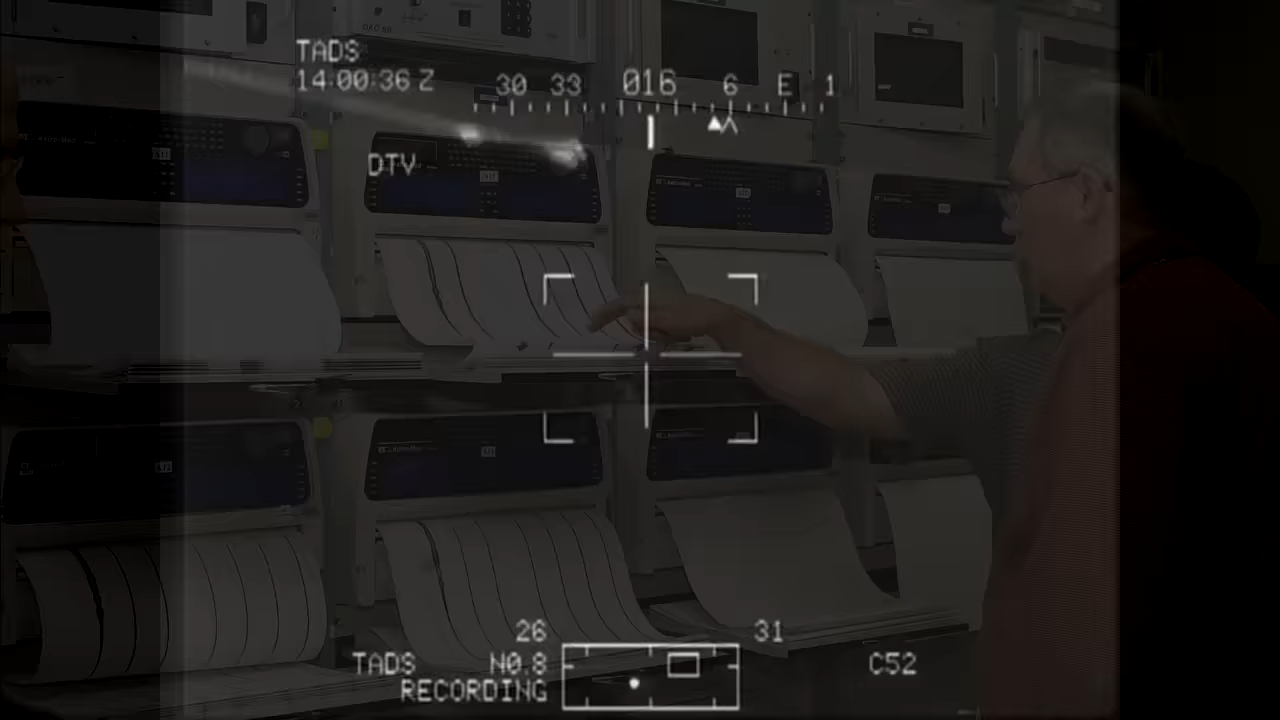 TADS
14:00:36 Z
30 33 016 6 E 1
DTV
26 31
TADS N0.8 C52
RECORDING